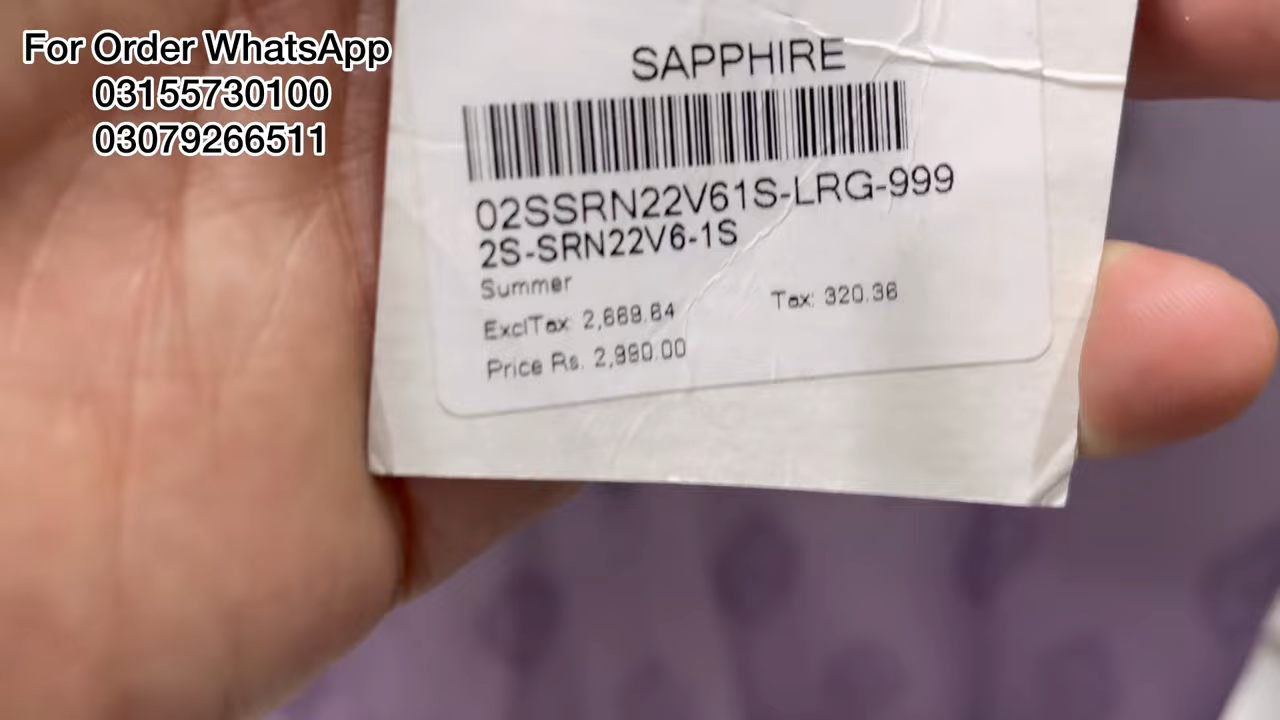 For Order WhatsApp
03155730100
03079266511
SAPPHIRE
02SSRN22V61S-LRG-999
2S-SRN22V6-1S
Summer
ExclTax: 2,669.64 Tax: 320.36
Price Rs. 2,990.00